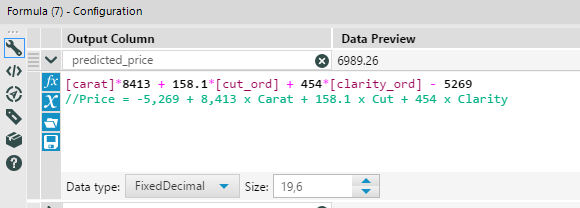 Formula (7) - Configuration
Output Column Data Preview
predicted_price 6989.26
[carat]*8413 + 158.1*[cut_ord] + 454*[clarity_ord] - 5269
//Price = -5,269 + 8,413 x Carat + 158.1 x Cut + 454 x Clarity
Data type: FixedDecimal Size: 19,6